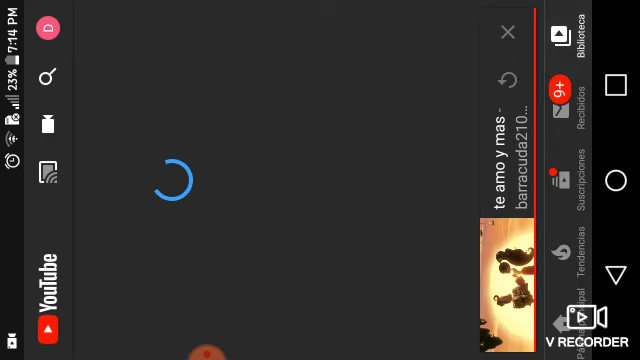 7:14 PM
23%
D
YouTube
te amo y mas -
barracuda210...
Biblioteca
9+
Recibidos
Suscripciones
Tendencias
Página principal
V RECORDER